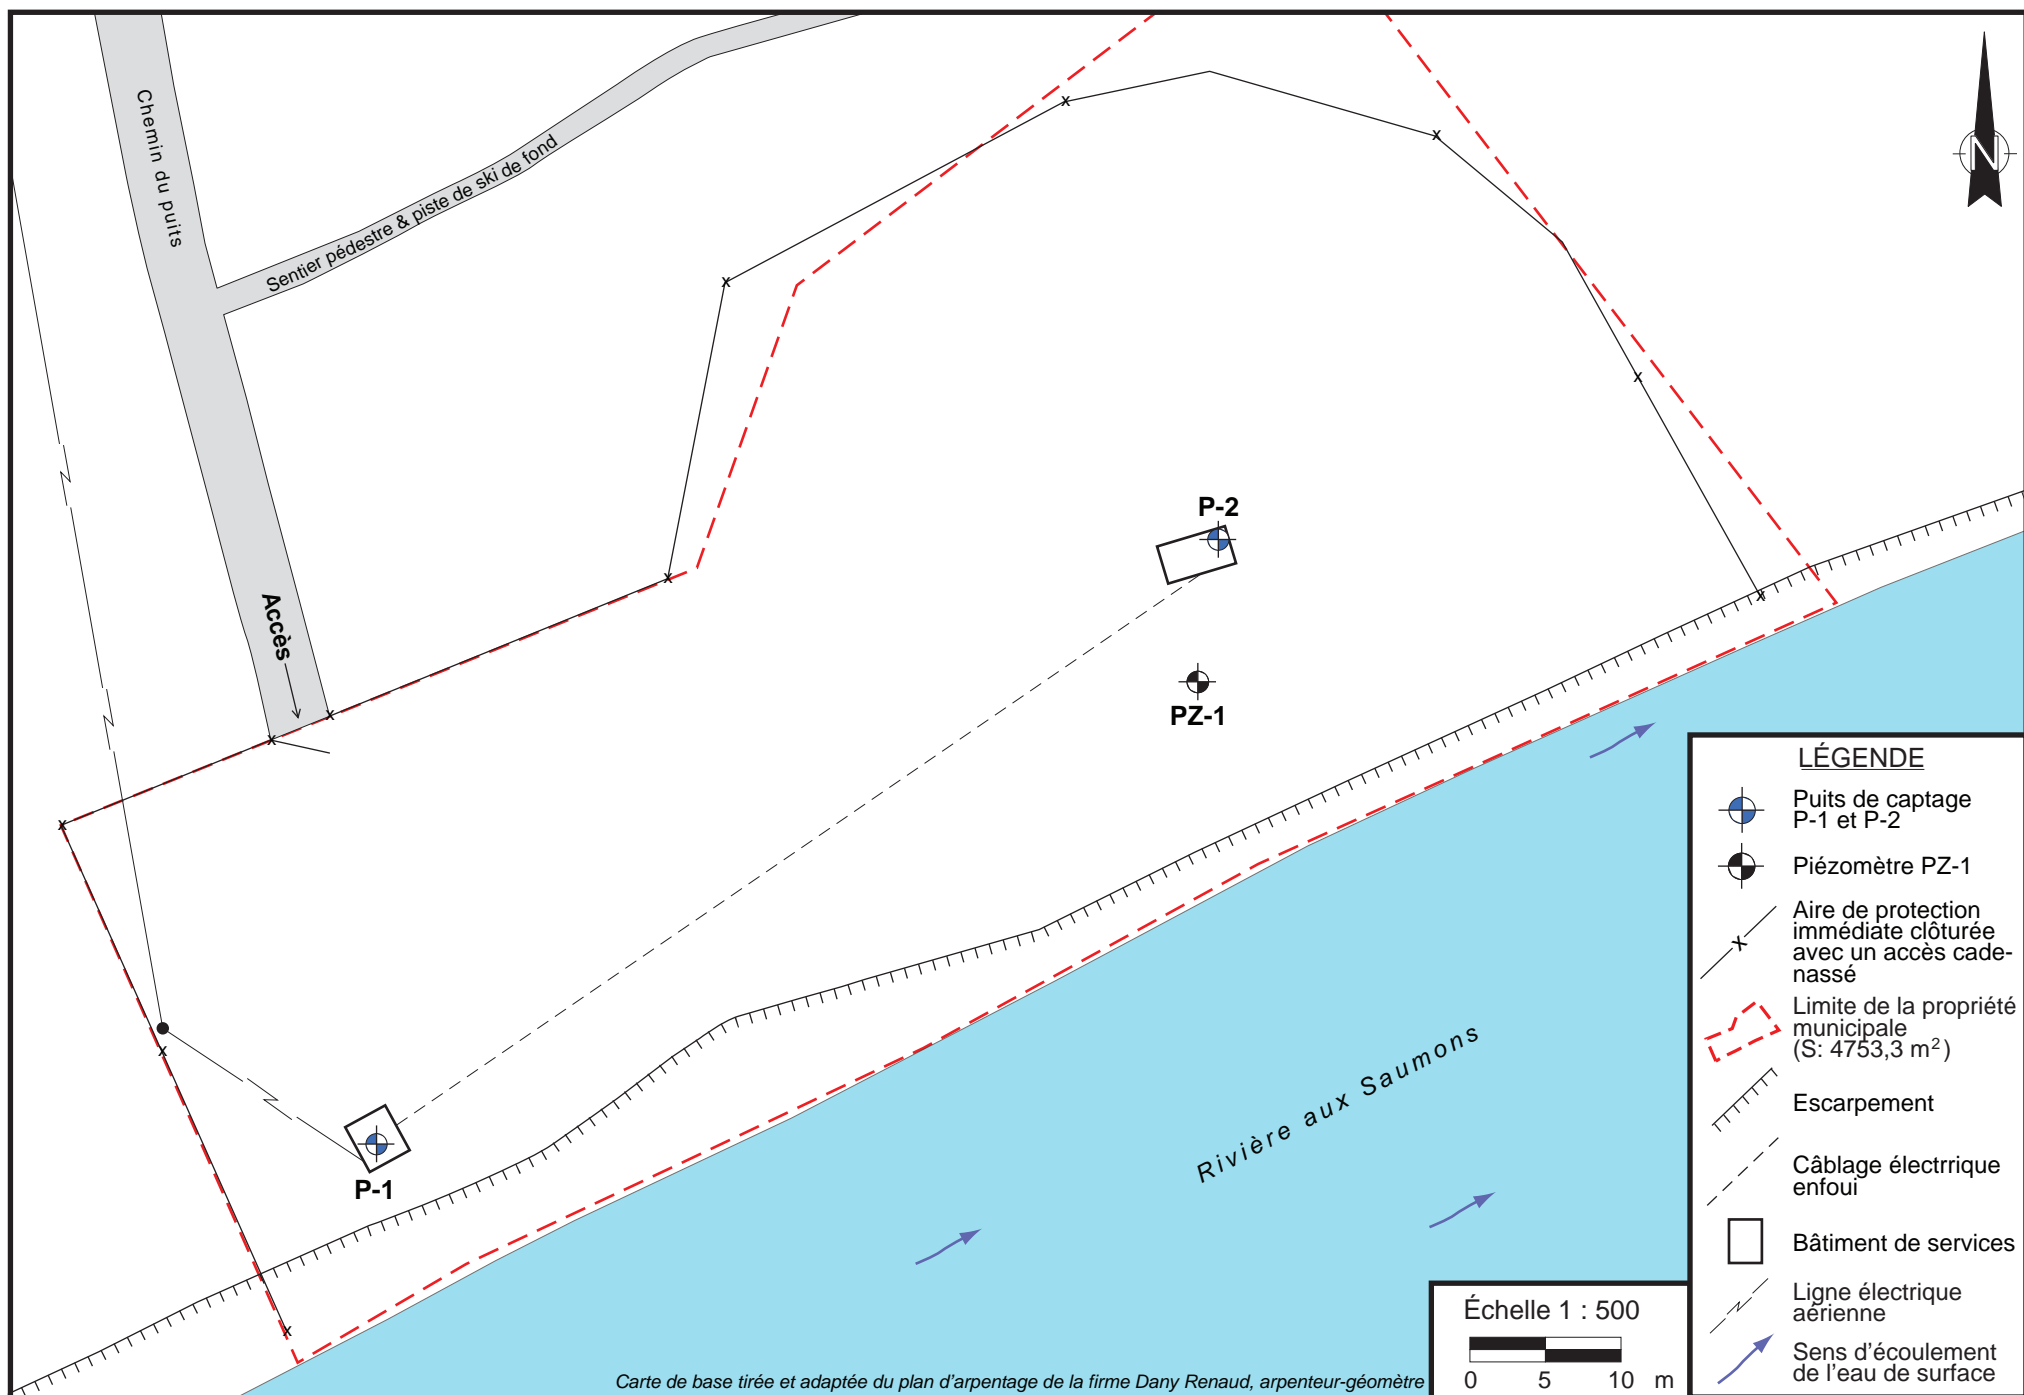 Chemin du puits
Sentier pédestre & piste de ski de fond
N
Accès
P-2
PZ-1
P-1
Rivière aux Saumons
LÉGENDE
Puits de captage
P-1 et P-2
Piézomètre PZ-1
Aire de protection
immédiate clôturée
avec un accès cade-
nassé
Limite de la propriété
municipale
(S: 4753,3 m²)
Escarpement
Câblage électrrique
enfoui
Bâtiment de services
Ligne électrique
aérienne
Sens d'écoulement
de l'eau de surface
Échelle 1 : 500
0 5 10 m
Carte de base tirée et adaptée du plan d'arpentage de la firme Dany Renaud, arpenteur-géomètre